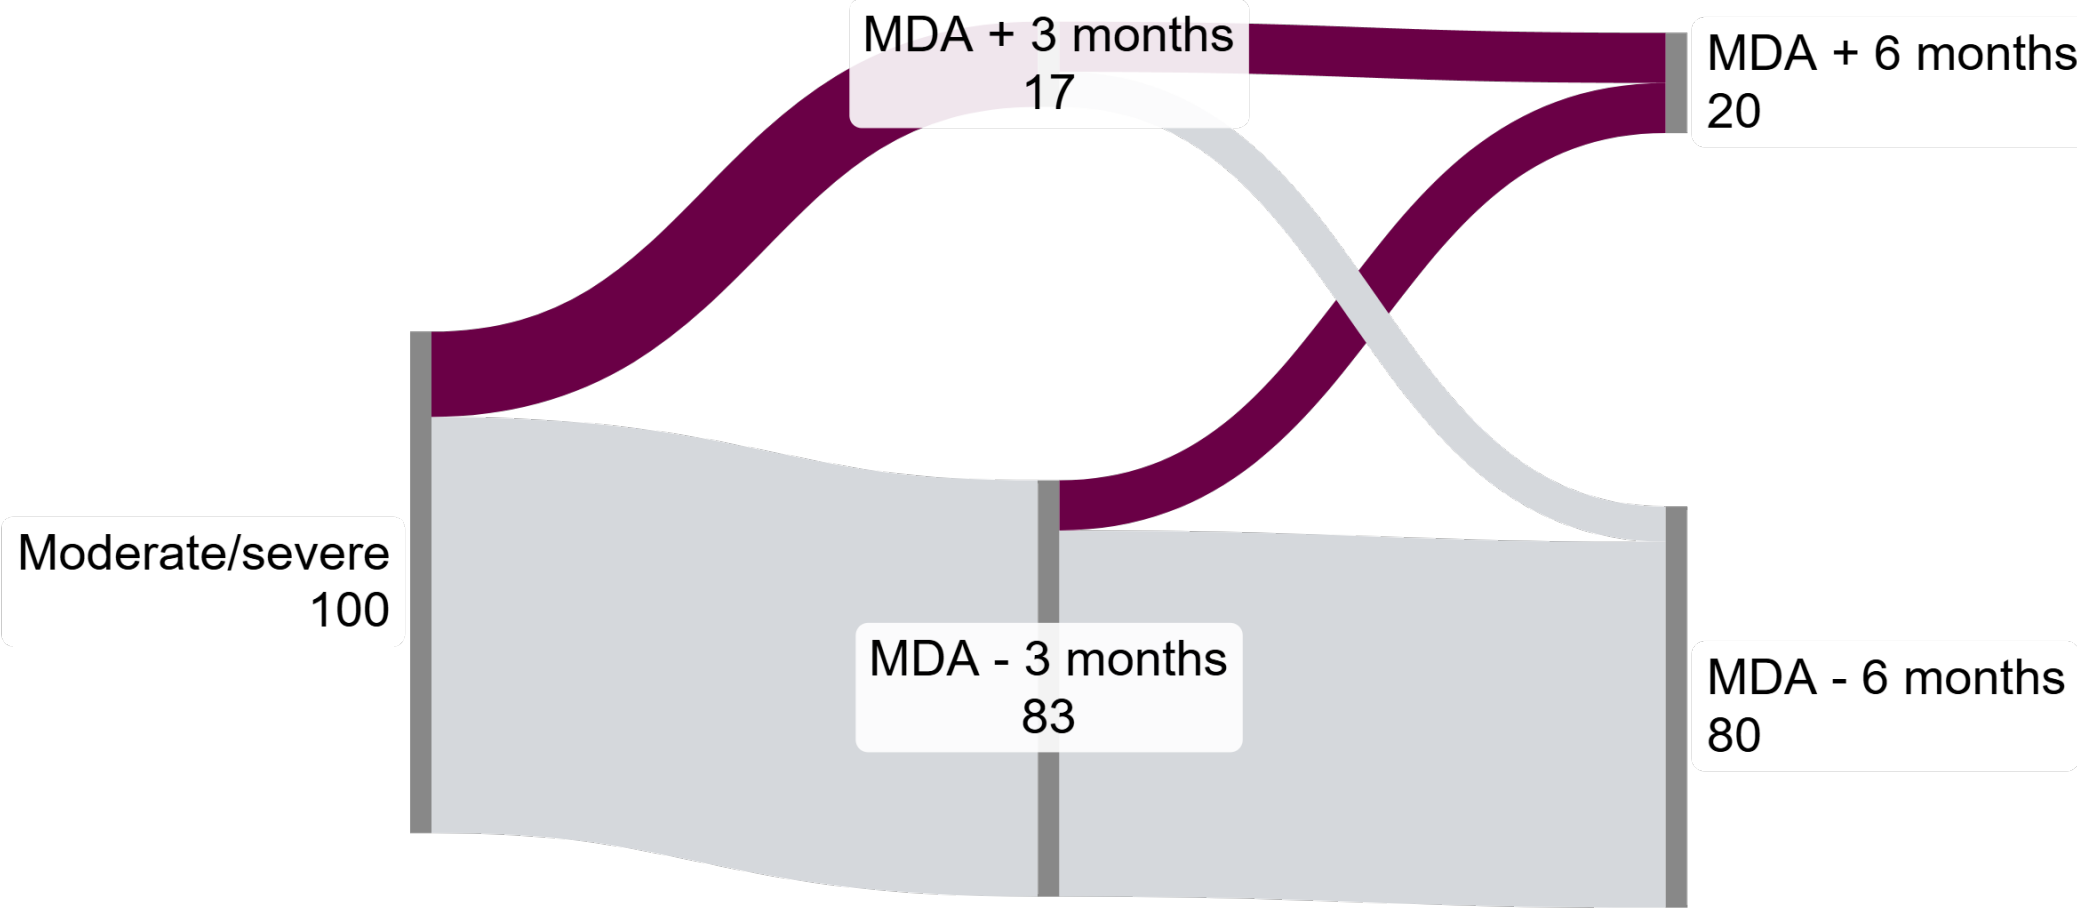 Moderate/severe
100
MDA + 3 months
17
MDA - 3 months
83
MDA + 6 months
20
MDA - 6 months
80